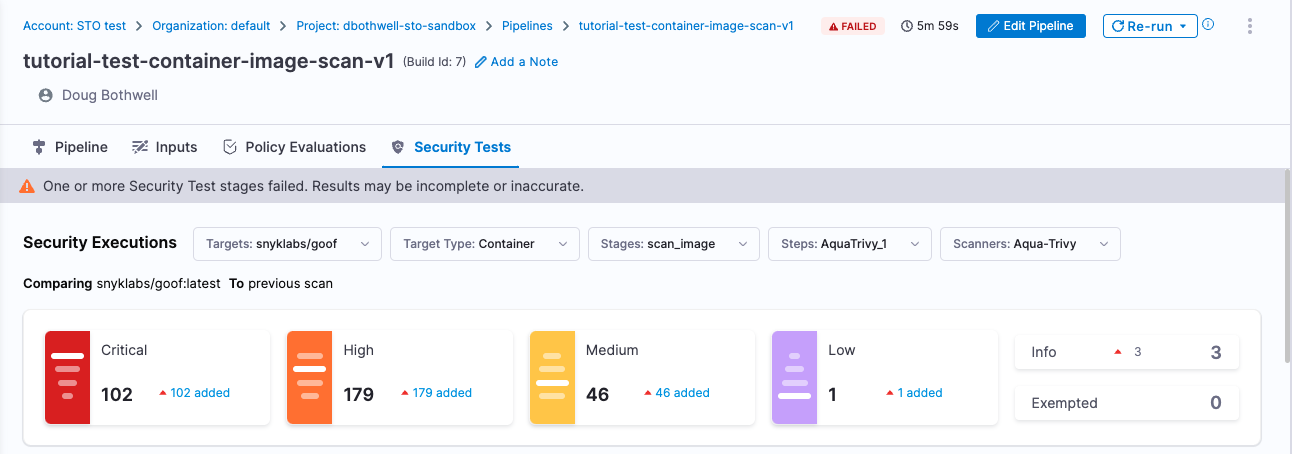 Account: STO test > Organization: default > Project: dbothwell-sto-sandbox > Pipelines > tutorial-test-container-image-scan-v1 FAILED 5m 59s Edit Pipeline Re-run
tutorial-test-container-image-scan-v1 (Build Id: 7) Add a Note
Doug Bothwell
Pipeline Inputs Policy Evaluations Security Tests
One or more Security Test stages failed. Results may be incomplete or inaccurate.
Security Executions Targets: snyklabs/goof Target Type: Container Stages: scan_image Steps: AquaTrivy_1 Scanners: Aqua-Trivy
Comparing snyklabs/goof:latest To previous scan
Critical High Medium Low Info 3 3
102 102 added 179 179 added 46 46 added 1 1 added Exempted 0